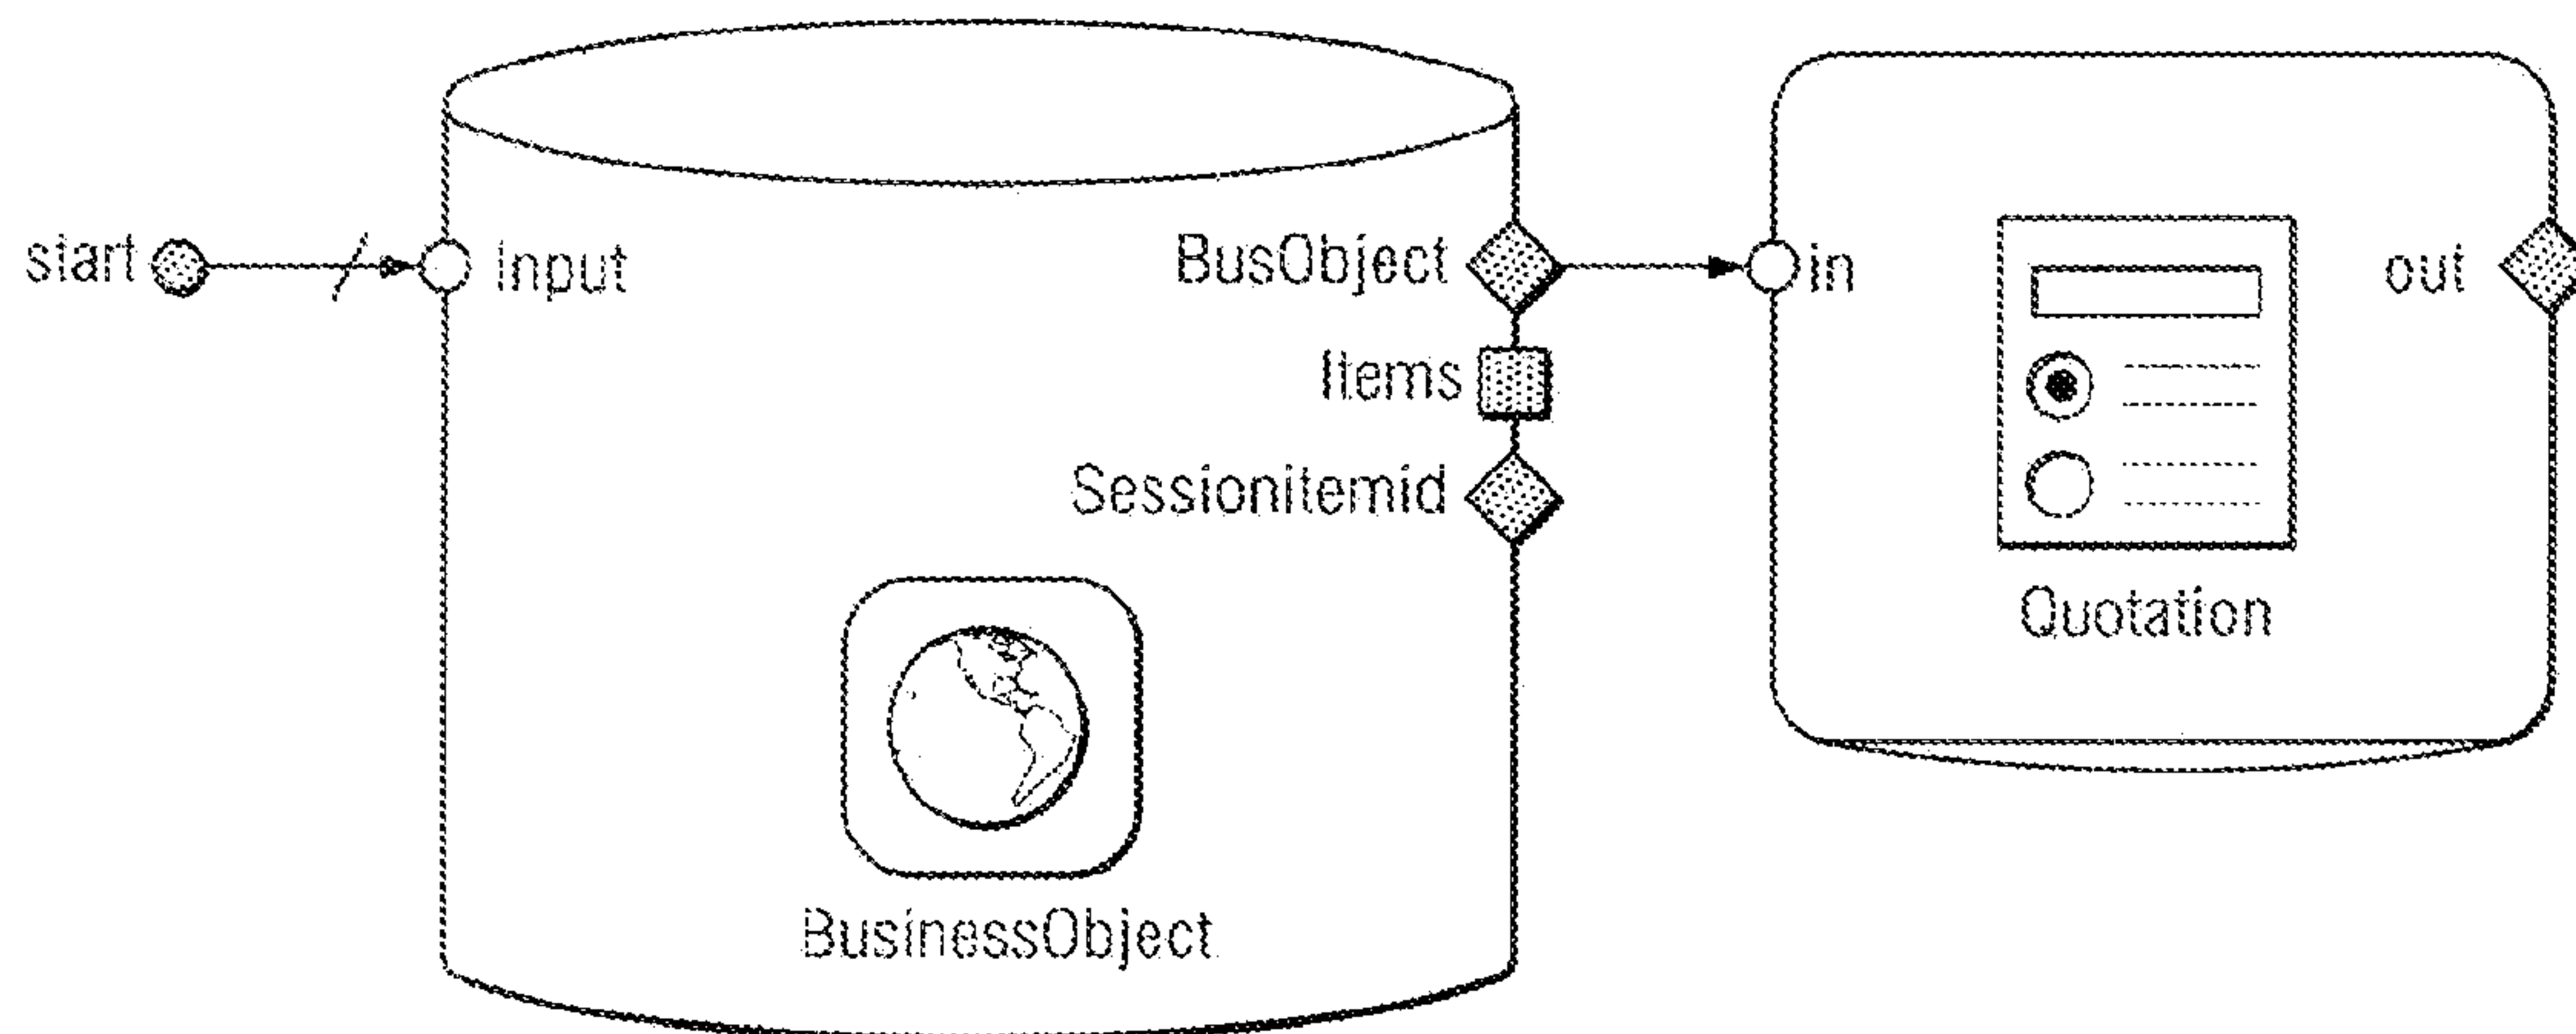 start
Input
BusObject
in
out
Items
Sessionitemid
Quotation
BusinessObject